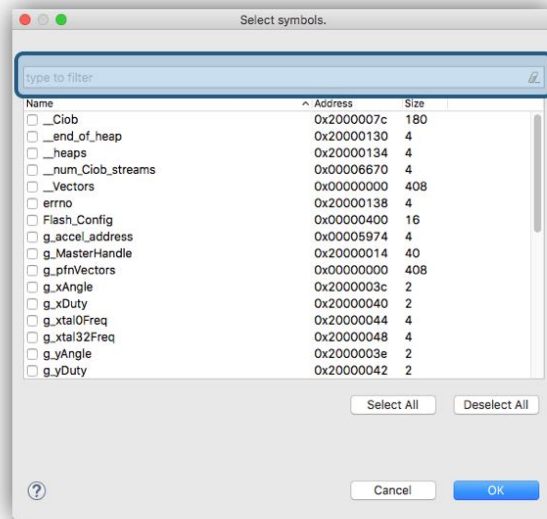 Select symbols.
type to filter
Name Address Size
__Ciob 0x2000007c 180
__end_of_heap 0x20000130 4
__heaps 0x20000134 4
__num_Ciob_streams 0x00006670 4
__Vectors 0x00000000 408
errno 0x20000138 4
Flash_Config 0x00000400 16
g_accel_address 0x00005974 4
g_MasterHandle 0x20000014 40
g_pfnVectors 0x00000000 408
g_xAngle 0x2000003c 2
g_xDuty 0x20000040 2
g_xtal0Freq 0x20000044 4
g_xtal32Freq 0x20000048 4
g_yAngle 0x2000003e 2
g_yDuty 0x20000042 2
Select All Deselect All
? Cancel OK